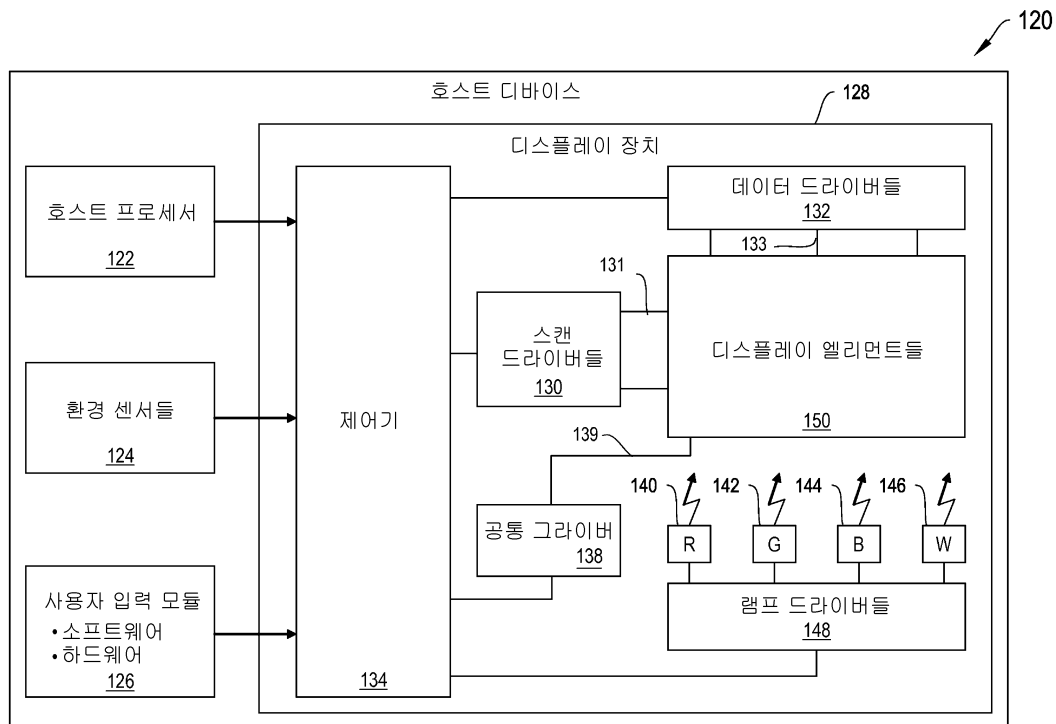 120
호스트 디바이스
128
디스플레이 장치
호스트 프로세서
122
환경 센서들
124
사용자 입력 모듈
• 소프트웨어
• 하드웨어
126
제어기
134
데이터 드라이버들
132
133
131
스캔
드라이버들
130
디스플레이 엘리먼트들
150
139
공통 그라이버
138
140
142
144
146
R
G
B
W
램프 드라이버들
148